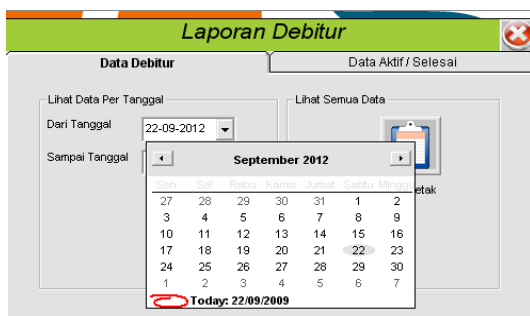 Laporan Debitur
Data Debitur
Data Aktif / Selesai
Lihat Data Per Tanggal
Lihat Semua Data
Dari Tanggal
22-09-2012
Sampai Tanggal
September 2012
Sen Sel Rabu Kamis Jumat Sabtu Minggu
etak
27 28 29 30 31 1 2
3 4 5 6 7 8 9
10 11 12 13 14 15 16
17 18 19 20 21 22 23
24 25 26 27 28 29 30
1 2 3 4 5 6 7
Today: 22/09/2009